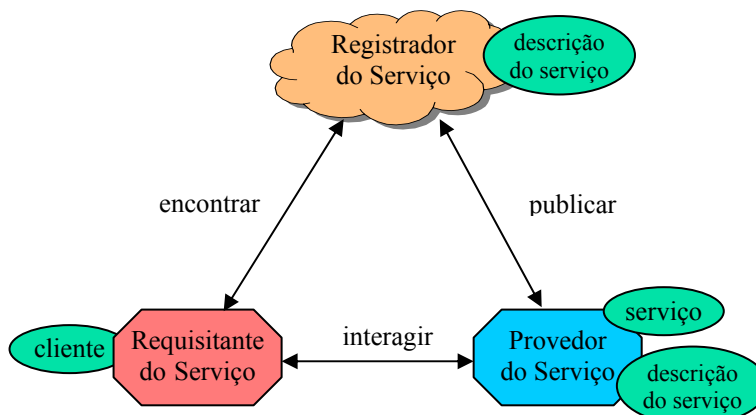 Registrador
do Serviço
descrição
do serviço
encontrar
publicar
cliente
Requisitante
do Serviço
interagir
Provedor
do Serviço
serviço
descrição
do serviço